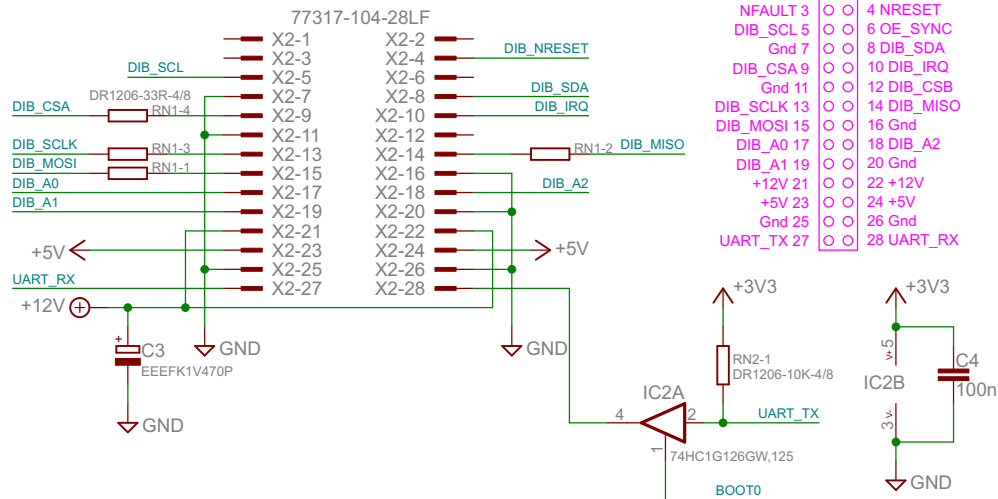 77317-104-28LF
X2-1 X2-2
X2-3 X2-4 DIB_NRESET
DIB_SCL X2-5 X2-6
DR1206-33R-4/8 X2-7 X2-8 DIB_SDA
DIB_CSA RN1-4 X2-9 X2-10 DIB_IRQ
X2-11 X2-12
DIB_SCLK RN1-3 X2-13 X2-14 RN1-2 DIB_MISO
DIB_MOSI RN1-1 X2-15 X2-16
DIB_A0 X2-17 X2-18 DIB_A2
DIB_A1 X2-19 X2-20
X2-21 X2-22
+5V X2-23 X2-24 +5V
X2-25 X2-26
UART_RX X2-27 X2-28
+12V
C3
EEEFK1V470P
GND
GND
GND
NFAULT 3 4 NRESET
DIB_SCL 5 6 OE_SYNC
Gnd 7 8 DIB_SDA
DIB_CSA 9 10 DIB_IRQ
Gnd 11 12 DIB_CSB
DIB_SCLK 13 14 DIB_MISO
DIB_MOSI 15 16 Gnd
DIB_A0 17 18 DIB_A2
DIB_A1 19 20 Gnd
+12V 21 22 +12V
+5V 23 24 +5V
Gnd 25 26 Gnd
UART_TX 27 28 UART_RX
+3V3
RN2-1
DR1206-10K-4/8
IC2A
4 2 UART_TX
1
74HC1G126GW,125
BOOT0
+3V3
V+ 5
C4
IC2B
100n
3 V-
GND